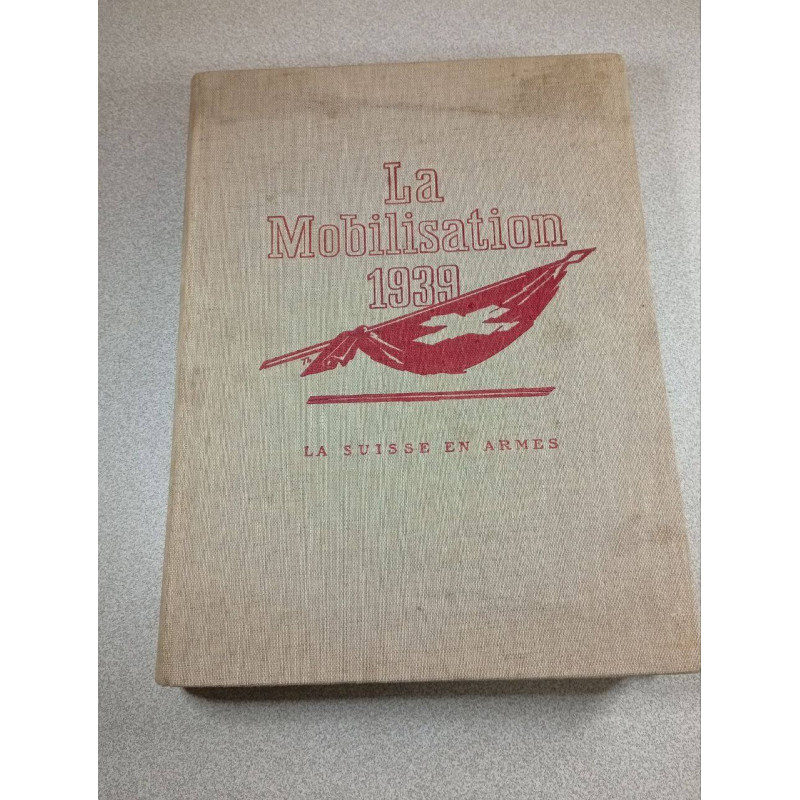 La
Mobilisation
1939
LA SUISSE EN ARMES